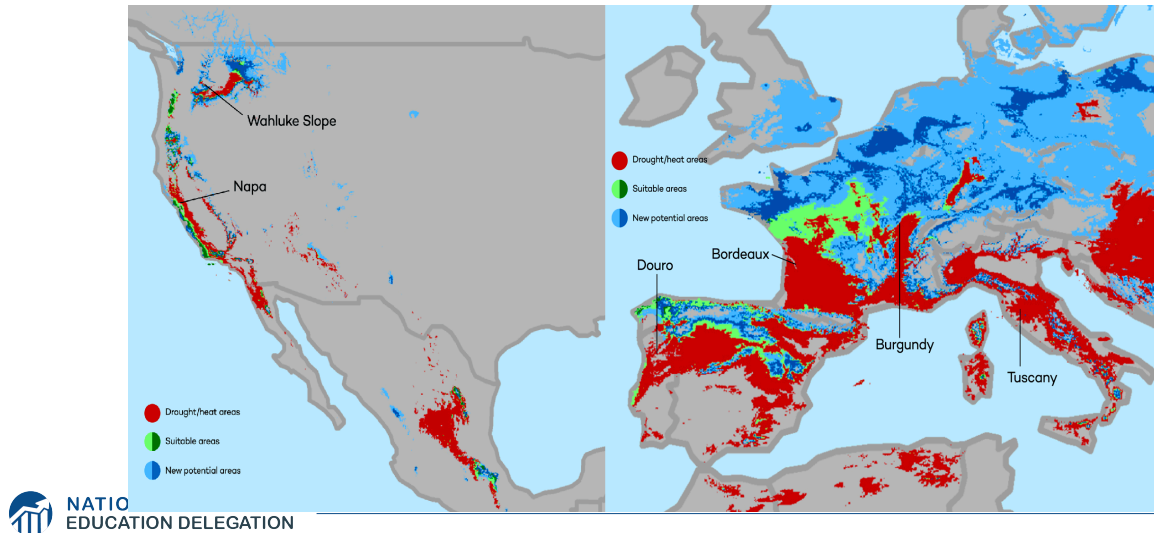 Wahluke Slope
Napa
Drought/heat areas
Suitable areas
New potential areas
Drought/heat areas
Suitable areas
New potential areas
Bordeaux
Douro
Burgundy
Tuscany
NATIO
EDUCATION DELEGATION